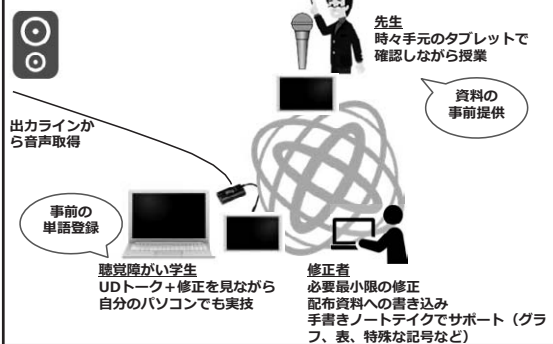 先生
時々手元のタブレットで
確認しながら授業
資料の
事前提供
出力ラインか
ら音声取得
事前の
単語登録
聴覚障がい学生
UDトーク＋修正を見ながら
自分のパソコンでも実技
修正者
必要最小限の修正
配布資料への書き込み
手書きノートテイクでサポート（グラ
フ、表、特殊な記号など）